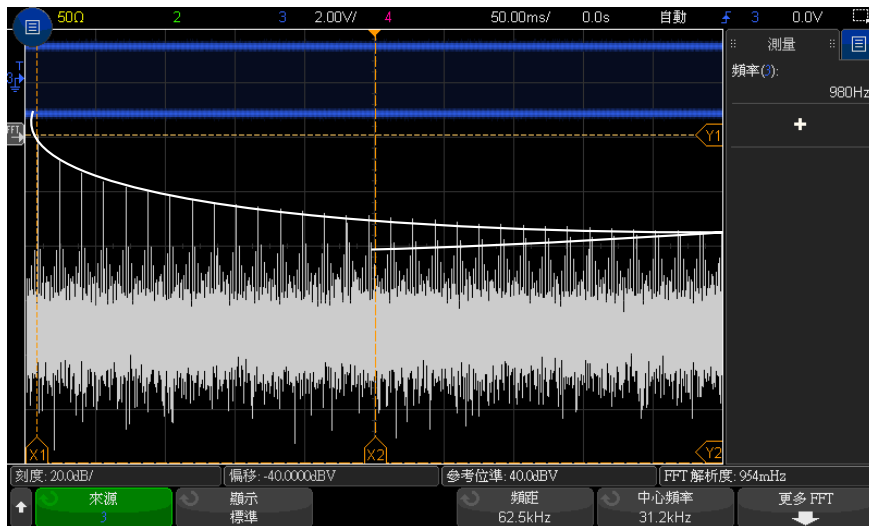 50Ω 2 3 2.00V/ 4 50.00ms/ 0.0s 自動 3 0.0V
測量
頻率(3):
980Hz
+
T
3
FFT
Y1
X1
X2
Y2
刻度: 20.0dB/ 偏移: -40.0000dBV 參考位準: 40.0dBV FFT 解析度: 954mHz
來源 顯示 頻距 中心頻率 更多 FFT
3 標準 62.5kHz 31.2kHz